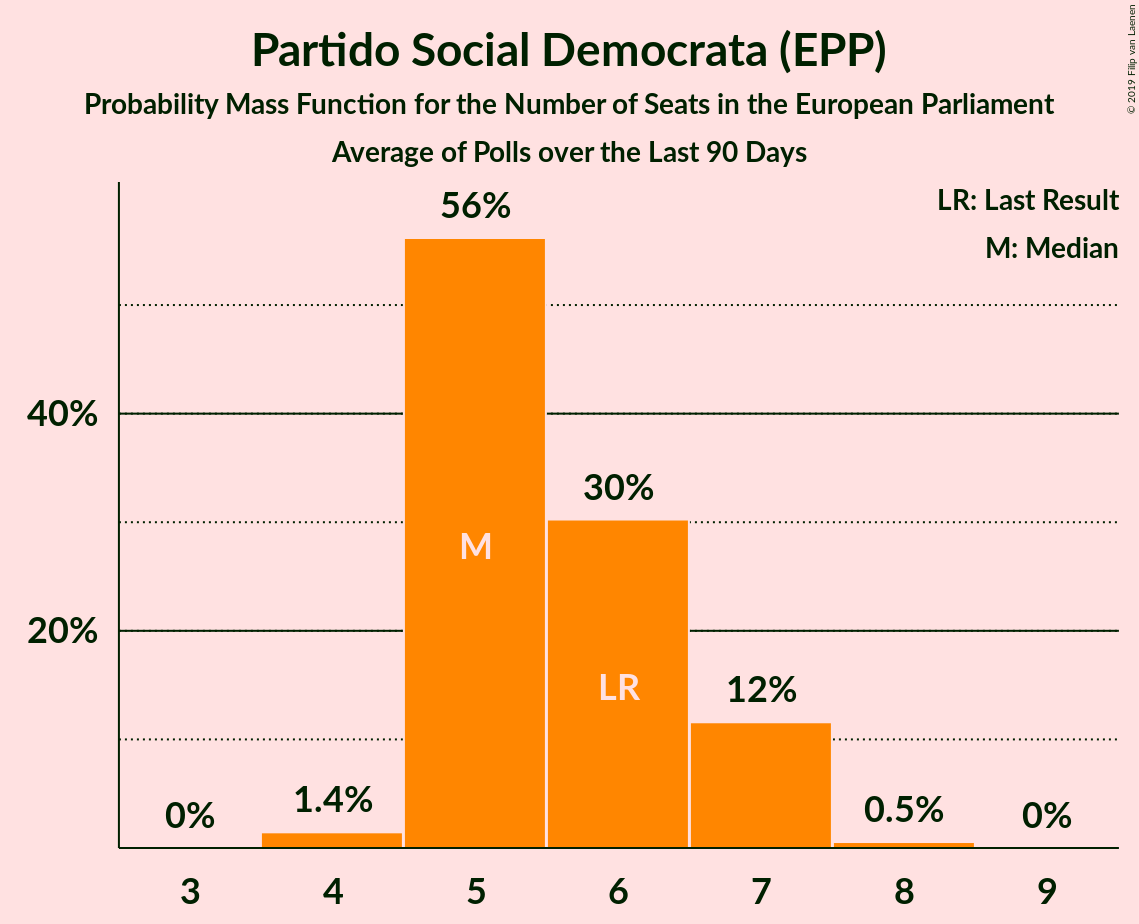 Partido Social Democrata (EPP)
Probability Mass Function for the Number of Seats in the European Parliament
Average of Polls over the Last 90 Days
© 2019 Filip van Laenen
LR: Last Result
M: Median
56%
40%
30%
M
20%
LR
12%
1.4%
0.5%
0%
0%
3 4 5 6 7 8 9